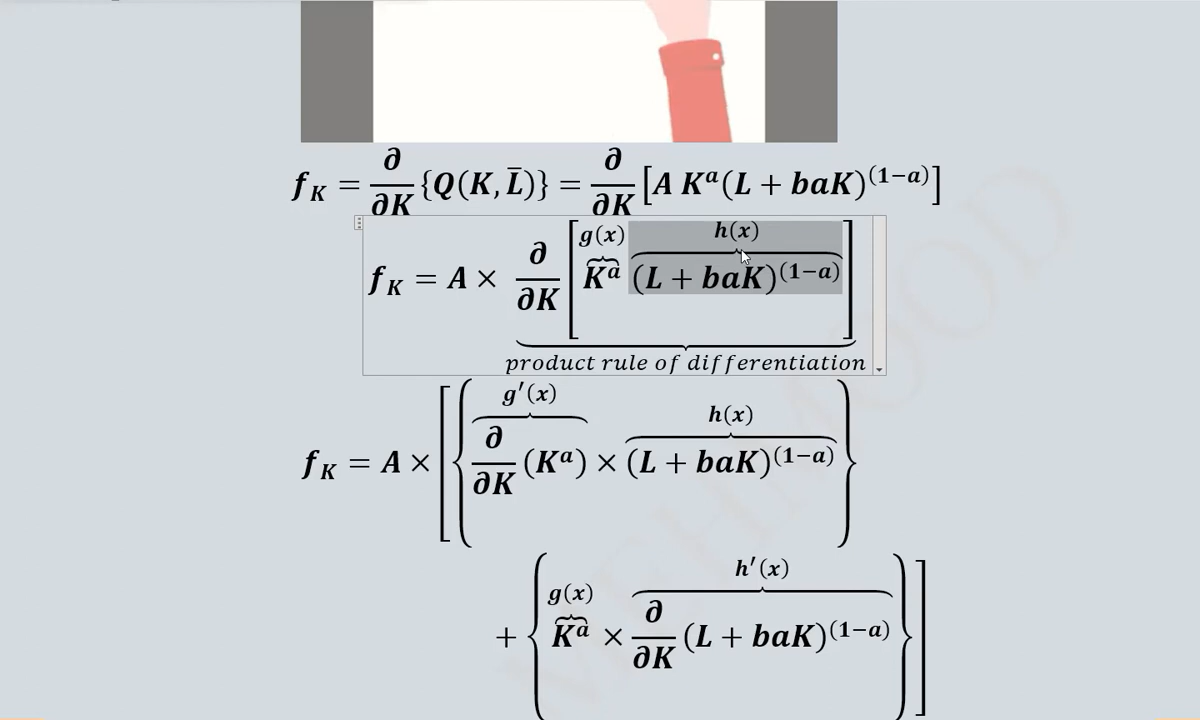 f_K = ∂/∂K {Q(K, L̄)} = ∂/∂K [A K^a (L + baK)^(1−a)]
g(x) h(x)
f_K = A × ∂/∂K [K^a (L + baK)^(1−a)]
product rule of differentiation
g′(x) h(x)
f_K = A × [{∂/∂K (K^a) × (L + baK)^(1−a)}
g(x) h′(x)
+ {K^a × ∂/∂K (L + baK)^(1−a)}]